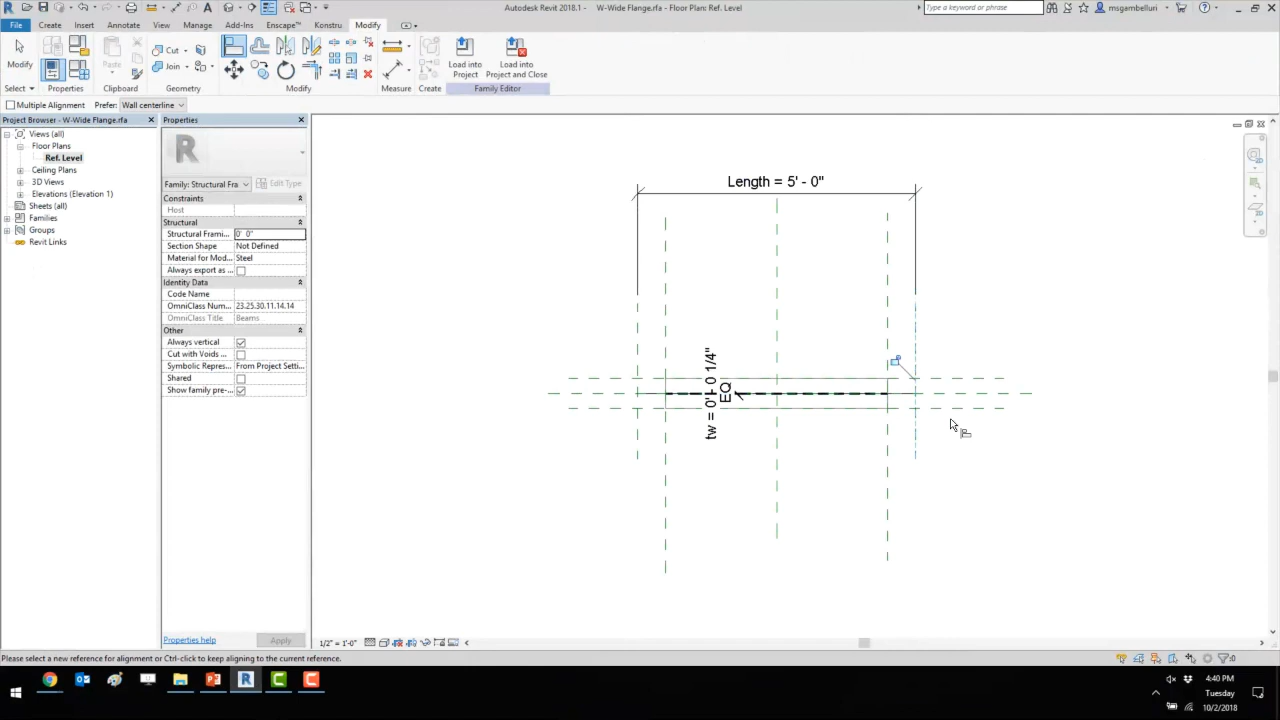 Autodesk Revit 2018.1 - W-Wide Flange.rfa - Floor Plan: Ref. Level
Type a keyword or phrase
msgambelluri
File Create Insert Annotate View Manage Add-Ins Enscape™ Konstru Modify
Modify
Paste
Cut
Join
Load into
Project
Load into
Project and Close
Select Properties Clipboard Geometry Modify Measure Create Family Editor
Multiple Alignment Prefer: Wall centerline
Project Browser - W-Wide Flange.rfa
Views (all)
Floor Plans
Ref. Level
Ceiling Plans
3D Views
Elevations (Elevation 1)
Sheets (all)
Families
Groups
Revit Links
Properties
R
Family: Structural Fra
Edit Type
Constraints
Host
Structural
Structural Frami... 0' 0"
Section Shape Not Defined
Material for Mod... Steel
Always export as ...
Identity Data
Code Name
OmniClass Num... 23.25.30.11.14.14
OmniClass Title Beams
Other
Always vertical
Cut with Voids ...
Symbolic Repres... From Project Setti...
Shared
Show family pre-...
Properties help
Apply
Length = 5' - 0"
tw = 0' - 0 1/4"
EQ
1/2" = 1'-0"
Please select a new reference for alignment or Ctrl-click to keep aligning to the current reference.
:0
4:40 PM
Tuesday
10/2/2018